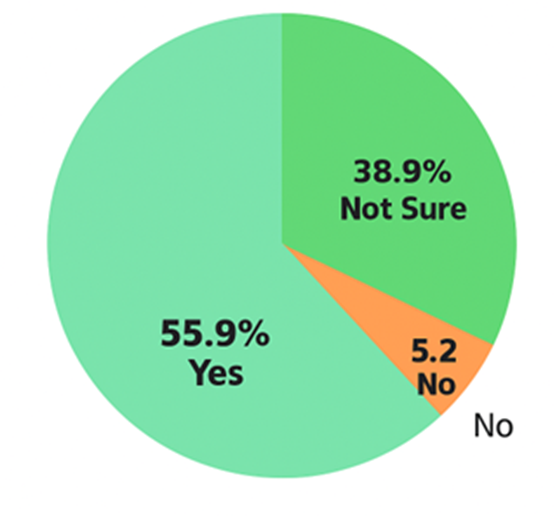 38.9%
Not Sure
55.9%
Yes
5.2
No
No